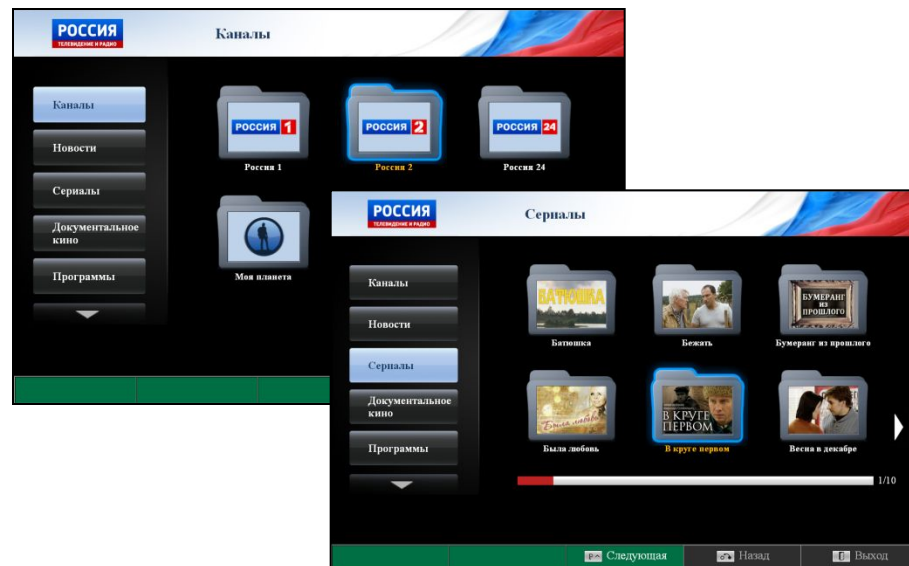 РОССИЯ
ТЕЛЕВИДЕНИЕ И РАДИО
Каналы
Каналы
Новости
Сериалы
Документальное
кино
Программы
РОССИЯ 1
РОССИЯ 2
РОССИЯ 24
Россия 1
Россия 2
Россия 24
Моя планета
РОССИЯ
ТЕЛЕВИДЕНИЕ И РАДИО
Сериалы
Каналы
Новости
Сериалы
Документальное
кино
Программы
БАТЮШКА
БУМЕРАНГ
ИЗ
ПРОШЛОГО
Батюшка
Бежать
Бумеранг из прошлого
Была любовь
В КРУГЕ
ПЕРВОМ
Была любовь
В круге первом
Весна в декабре
1/10
P Следующая
Назад
Выход